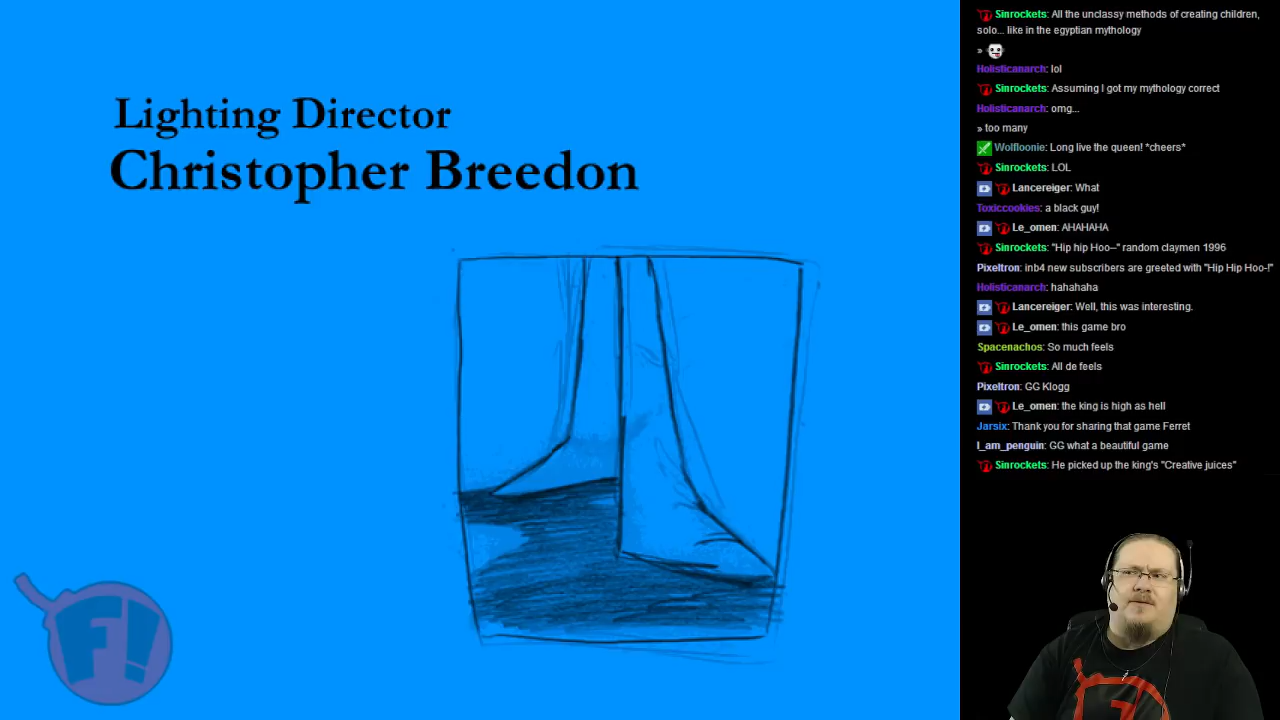 Lighting Director
Christopher Breedon
F!
Sinrockets: All the unclassy methods of creating children,
solo... like in the egyptian mythology
»
Holisticanarch: lol
Sinrockets: Assuming I got my mythology correct
Holisticanarch: omg...
» too many
Wolfloonie: Long live the queen! *cheers*
Sinrockets: LOL
Lancereiger: What
Toxiccookies: a black guy!
Le_omen: AHAHAHA
Sinrockets: "Hip hip Hoo--" random claymen 1996
Pixeltron: inb4 new subscribers are greeted with "Hip Hip Hoo-!"
Holisticanarch: hahahaha
Lancereiger: Well, this was interesting.
Le_omen: this game bro
Spacenachos: So much feels
Sinrockets: All de feels
Pixeltron: GG Klogg
Le_omen: the king is high as hell
Jarsix: Thank you for sharing that game Ferret
I_am_penguin: GG what a beautiful game
Sinrockets: He picked up the king's "Creative juices"